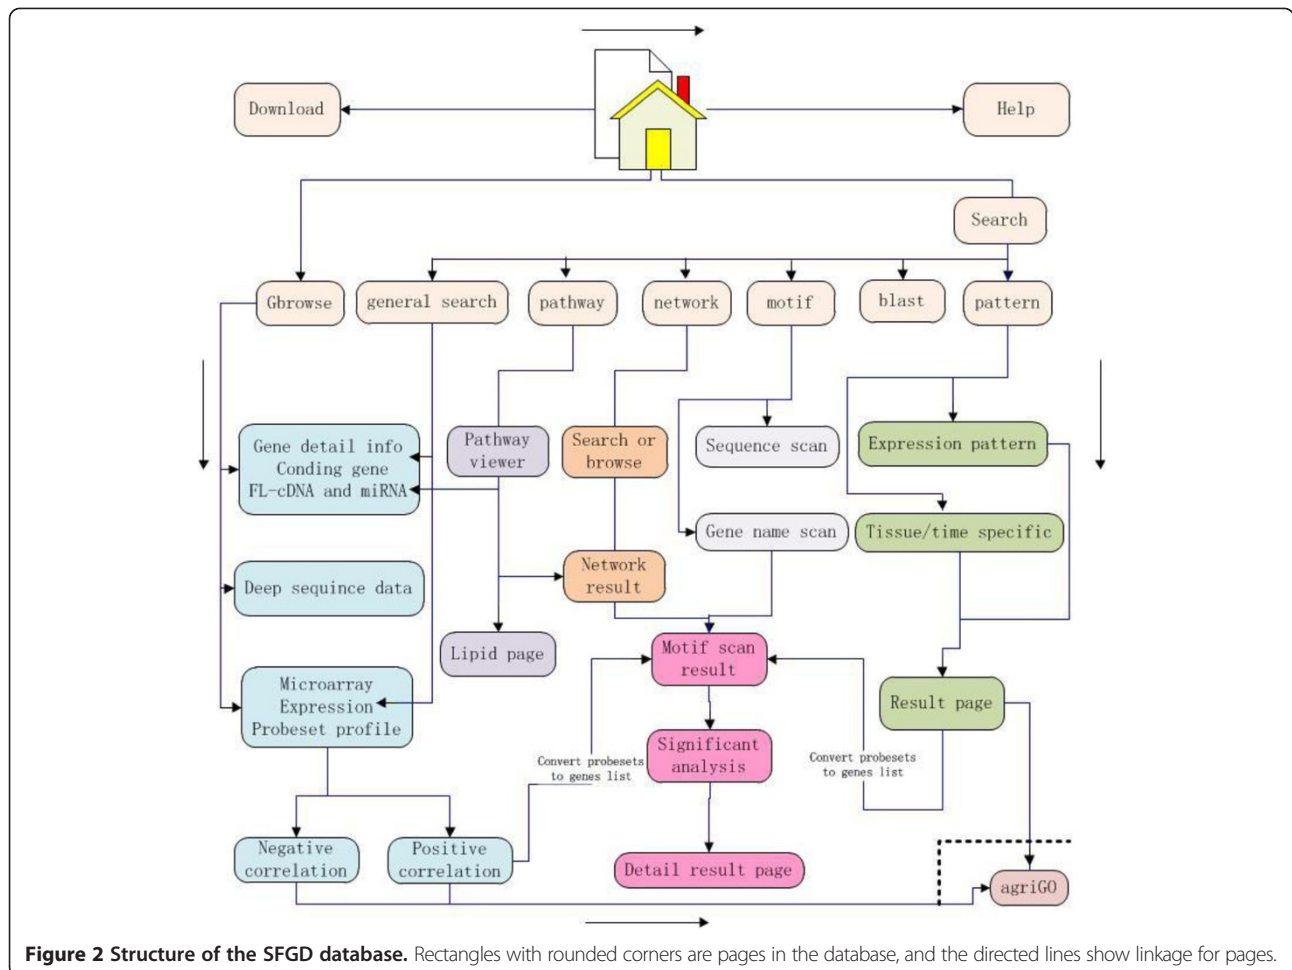 Download
Help
Search
Gbrowse
general search
pathway
network
motif
blast
pattern
Gene detail info
Conding gene
FL-cDNA and miRNA
Pathway
viewer
Search or
browse
Sequence scan
Expression pattern
Gene name scan
Tissue/time specific
Deep sequince data
Network
result
Lipid page
Motif scan
result
Microarray
Expression
Probeset profile
Result page
Significant
analysis
Convert probesets
to genes list
Convert probesets
to genes list
Negative
correlation
Positive
correlation
Detail result page
agriGO
Figure 2 Structure of the SFGD database. Rectangles with rounded corners are pages in the database, and the directed lines show linkage for pages.